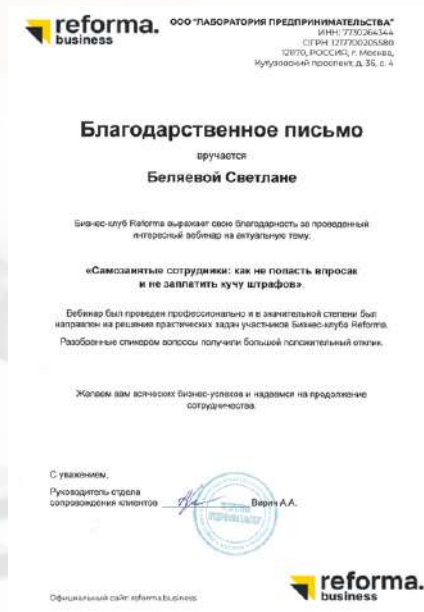 reforma.
business
ООО "ЛАБОРАТОРИЯ ПРЕДПРИНИМАТЕЛЬСТВА"
ИНН: 7730264344
ОГРН: 1217700205580
121170, РОССИЯ, г. Москва,
Кутузовский проспект, д. 36, с. 4
Благодарственное письмо
вручается
Беляевой Светлане
Бизнес-клуб Reforma выражает свою благодарность за проведенный
интересный вебинар на актуальную тему:
«Самозанятые сотрудники: как не попасть впросак
и не заплатить кучу штрафов».
Вебинар был проведен профессионально и в значительной степени был
направлен на решение практических задач участников Бизнес-клуба Reforma.
Разобранные спикером вопросы получили большой положительный отклик.
Желаем вам всяческих бизнес-успехов и надеемся на продолжение
сотрудничества.
С уважением,
Руководитель отдела
сопровождения клиентов
Вирич А.А.
Официальный сайт: reforma.business
reforma.
business